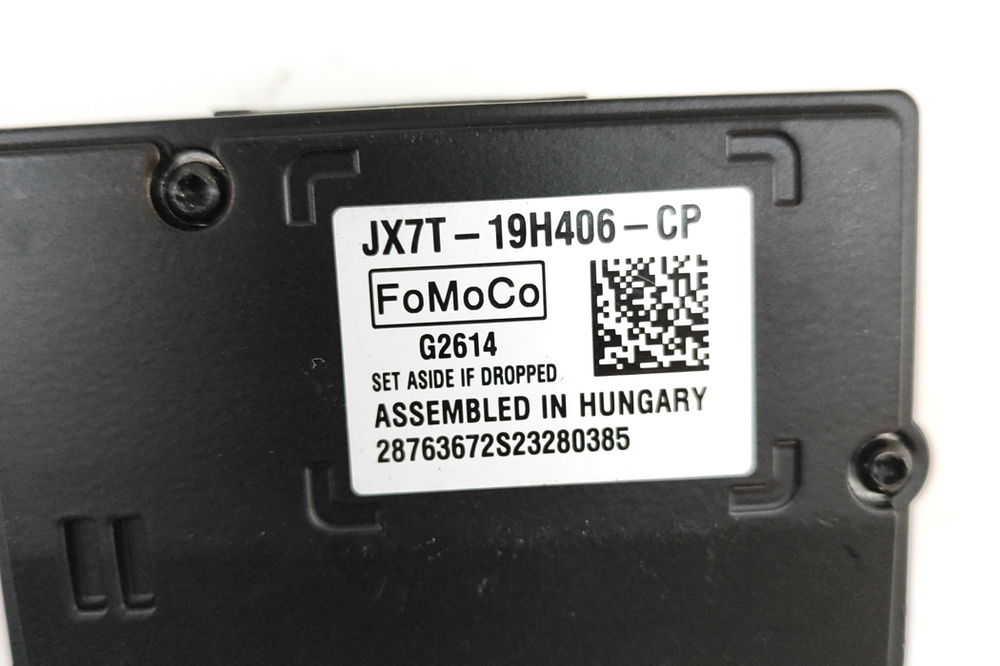 JX7T-19H406-CP
FoMoCo
G2614
SET ASIDE IF DROPPED
ASSEMBLED IN HUNGARY
28763672S23280385